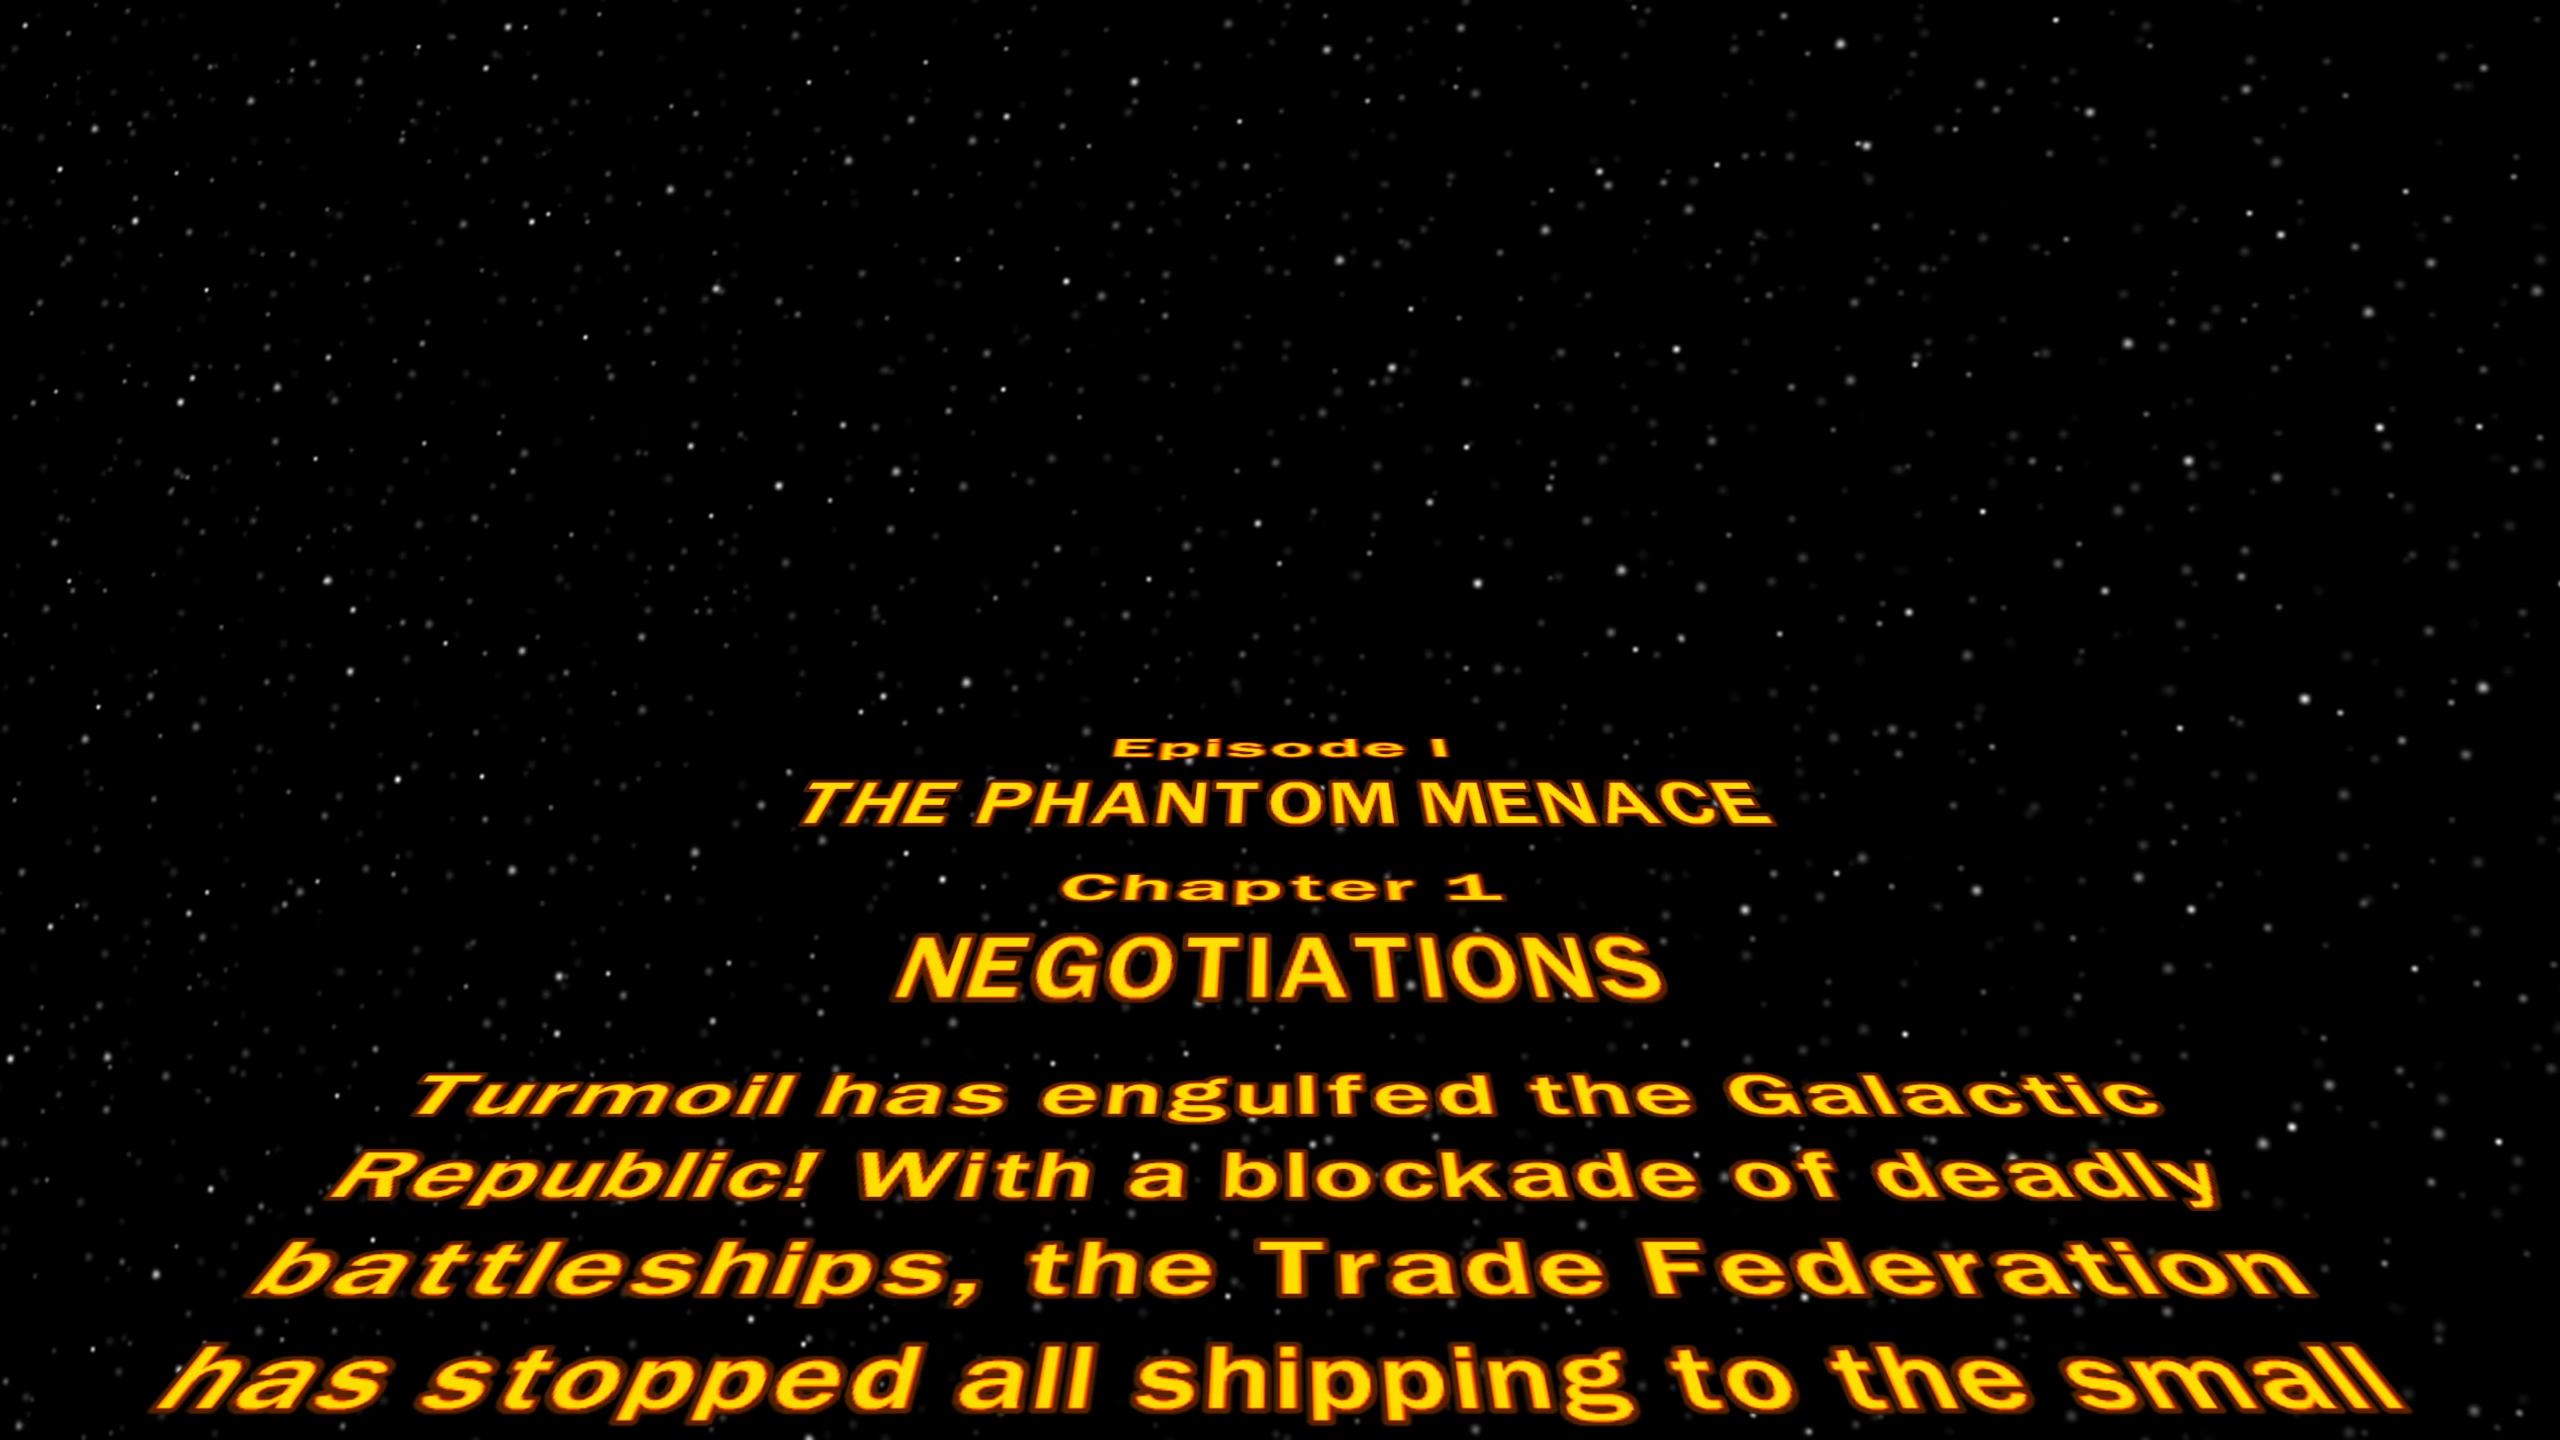 Episode I
THE PHANTOM MENACE
Chapter 1
NEGOTIATIONS
Turmoil has engulfed the Galactic
Republic! With a blockade of deadly
battleships, the Trade Federation
has stopped all shipping to the small